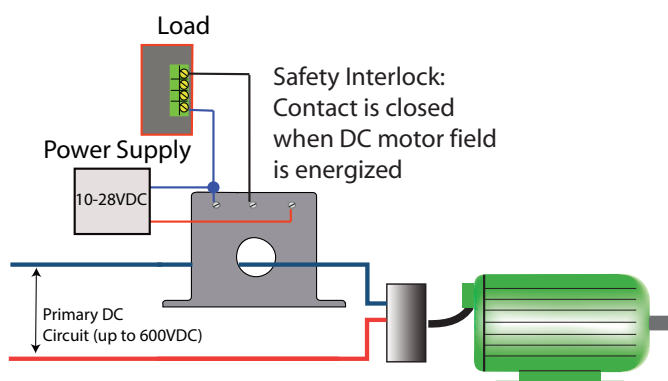 Load
Safety Interlock:
Contact is closed
when DC motor field
is energized
Power Supply
10-28VDC
Primary DC
Circuit (up to 600VDC)